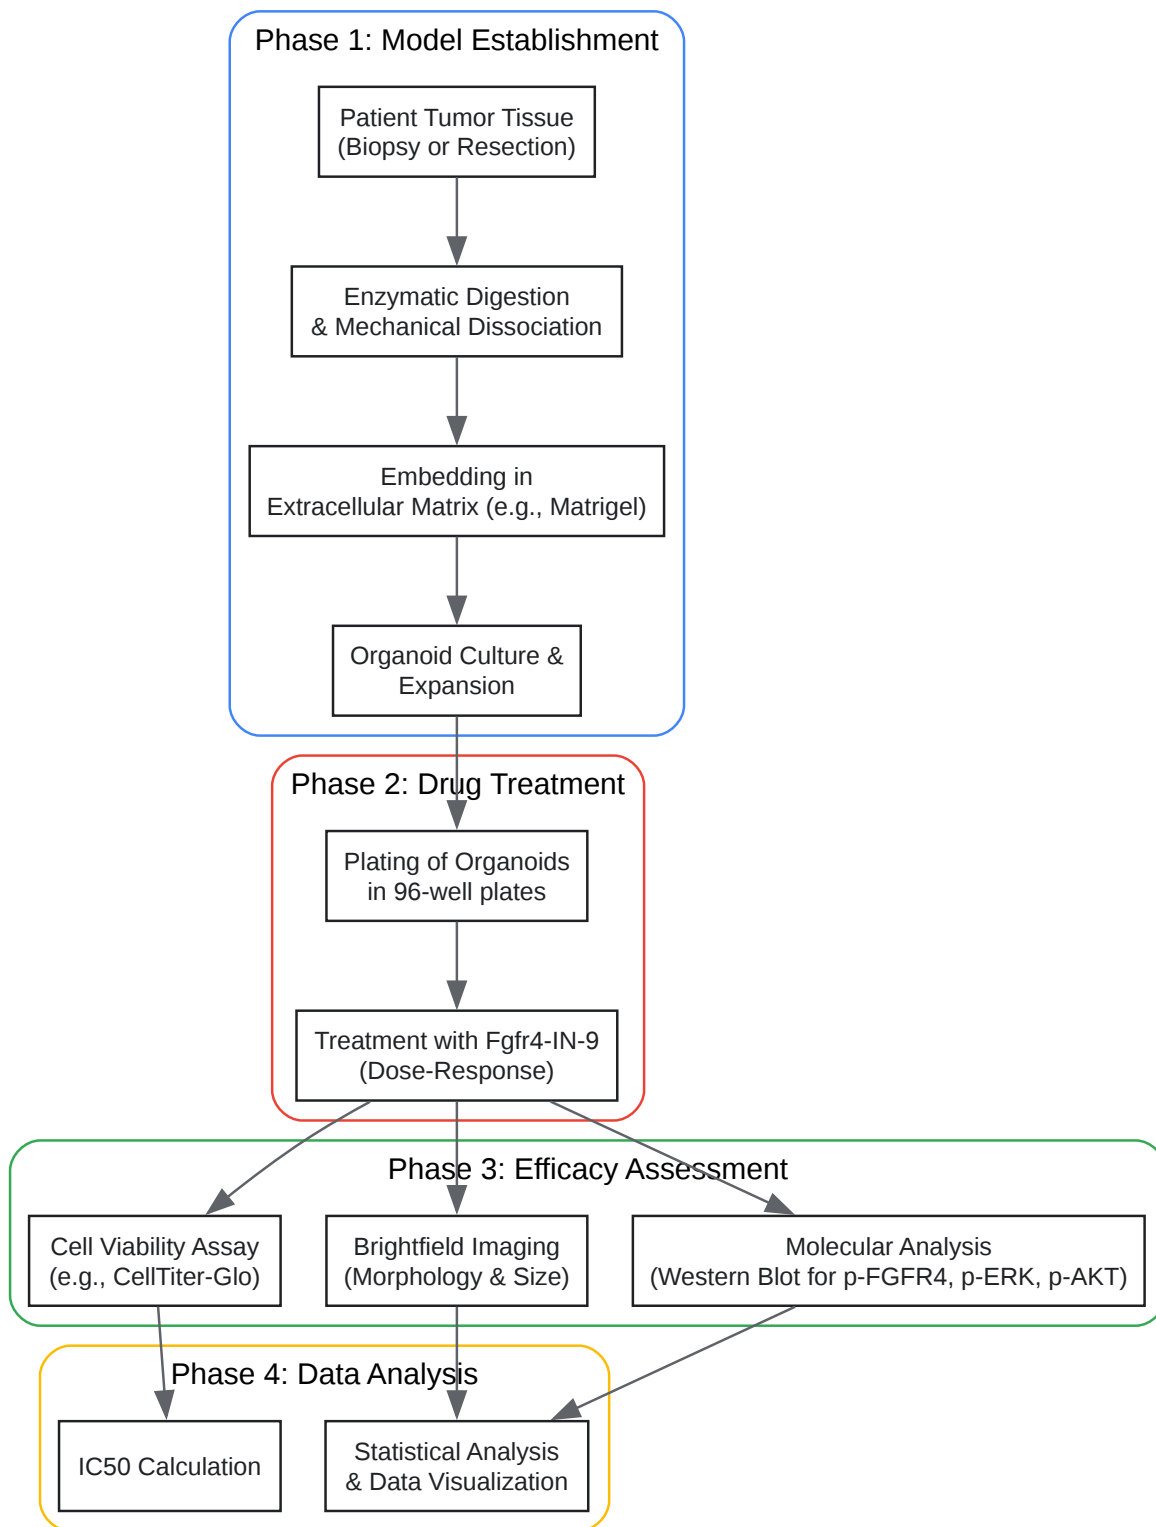 Phase 1: Model Establishment
Patient Tumor Tissue
(Biopsy or Resection)
Enzymatic Digestion
& Mechanical Dissociation
Embedding in
Extracellular Matrix (e.g., Matrigel)
Organoid Culture &
Expansion
Phase 2: Drug Treatment
Plating of Organoids
in 96-well plates
Treatment with Fgfr4-IN-9
(Dose-Response)
Phase 3: Efficacy Assessment
Cell Viability Assay
(e.g., CellTiter-Glo)
Brightfield Imaging
(Morphology & Size)
Molecular Analysis
(Western Blot for p-FGFR4, p-ERK, p-AKT)
Phase 4: Data Analysis
IC50 Calculation
Statistical Analysis
& Data Visualization